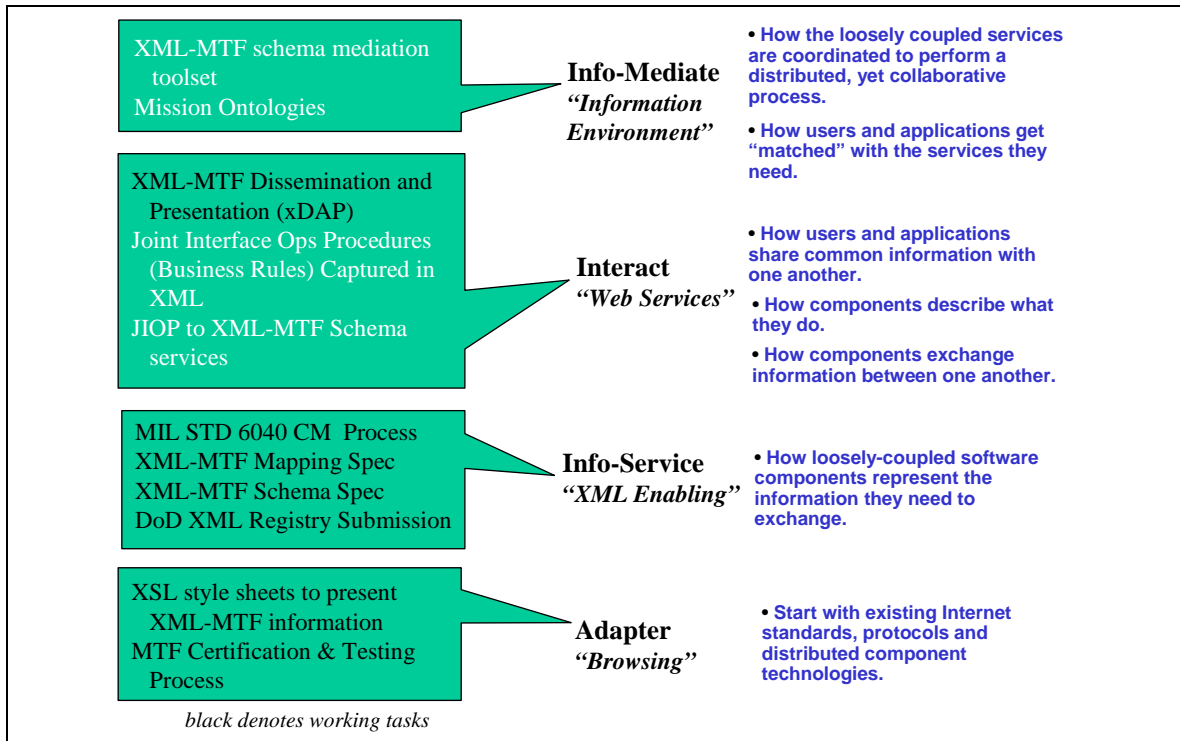 XML-MTF schema mediation
toolset
Mission Ontologies
Info-Mediate
“Information
Environment”
• How the loosely coupled services
are coordinated to perform a
distributed, yet collaborative
process.
• How users and applications get
“matched” with the services they
need.
XML-MTF Dissemination and
Presentation (xDAP)
Joint Interface Ops Procedures
(Business Rules) Captured in
XML
JIOP to XML-MTF Schema
services
Interact
“Web Services”
• How users and applications
share common information with
one another.
• How components describe what
they do.
• How components exchange
information between one another.
MIL STD 6040 CM Process
XML-MTF Mapping Spec
XML-MTF Schema Spec
DoD XML Registry Submission
Info-Service
“XML Enabling”
• How loosely-coupled software
components represent the
information they need to
exchange.
XSL style sheets to present
XML-MTF information
MTF Certification & Testing
Process
Adapter
“Browsing”
• Start with existing Internet
standards, protocols and
distributed component
technologies.
black denotes working tasks